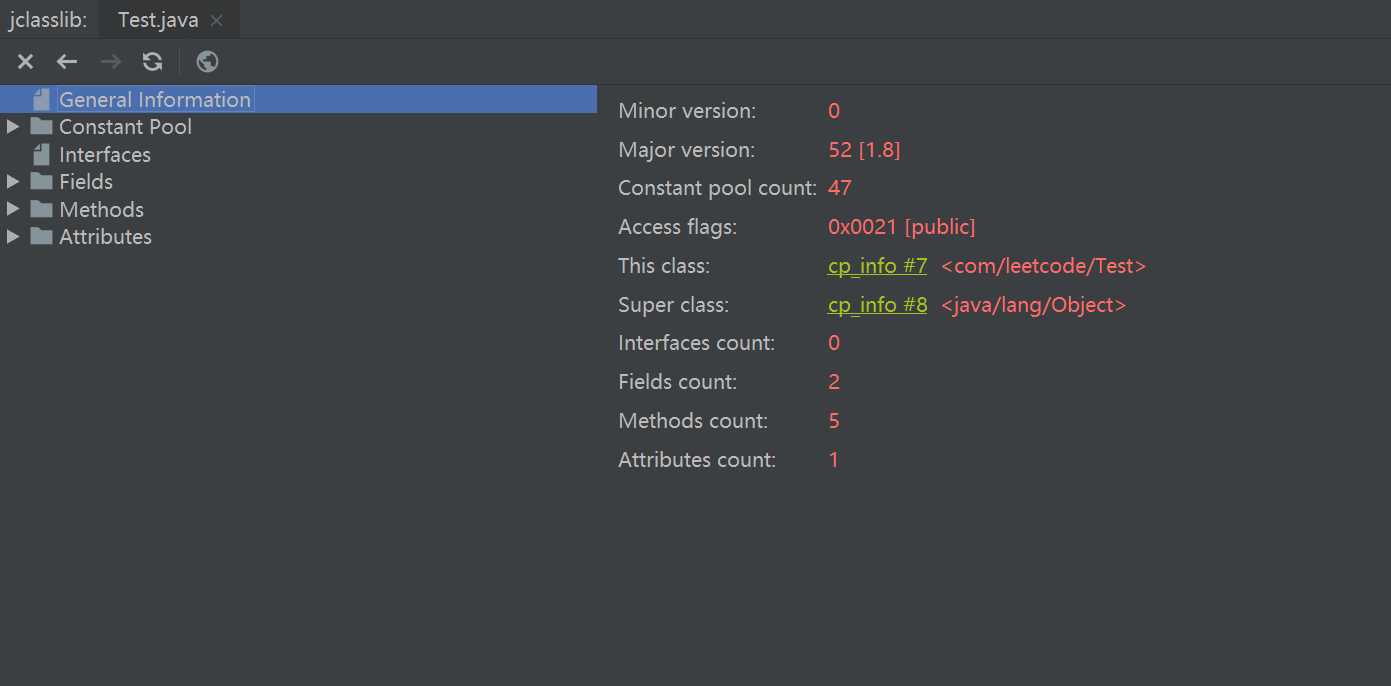 jclasslib: Test.java
General Information
Constant Pool
Interfaces
Fields
Methods
Attributes
Minor version: 0
Major version: 52 [1.8]
Constant pool count: 47
Access flags: 0x0021 [public]
This class: cp_info #7 <com/leetcode/Test>
Super class: cp_info #8 <java/lang/Object>
Interfaces count: 0
Fields count: 2
Methods count: 5
Attributes count: 1